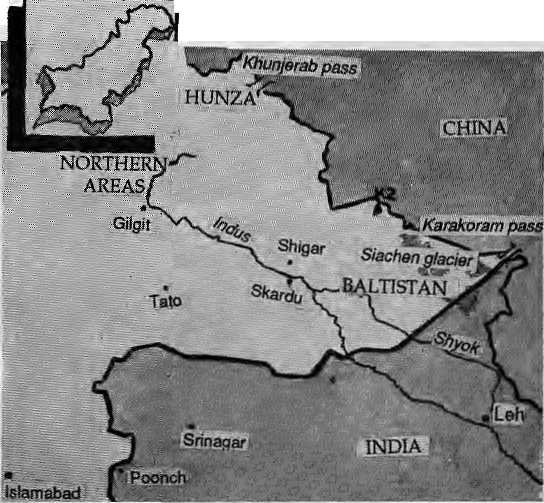 Khunjerab pass
HUNZA
CHINA
NORTHERN
AREAS
K2
Gilgit
Indus
Karakoram pass
Shigar
Siachen glacier
Skardu
BALTISTAN
Tato
Shyok
Leh
Srinagar
INDIA
Poonch
Islamabad